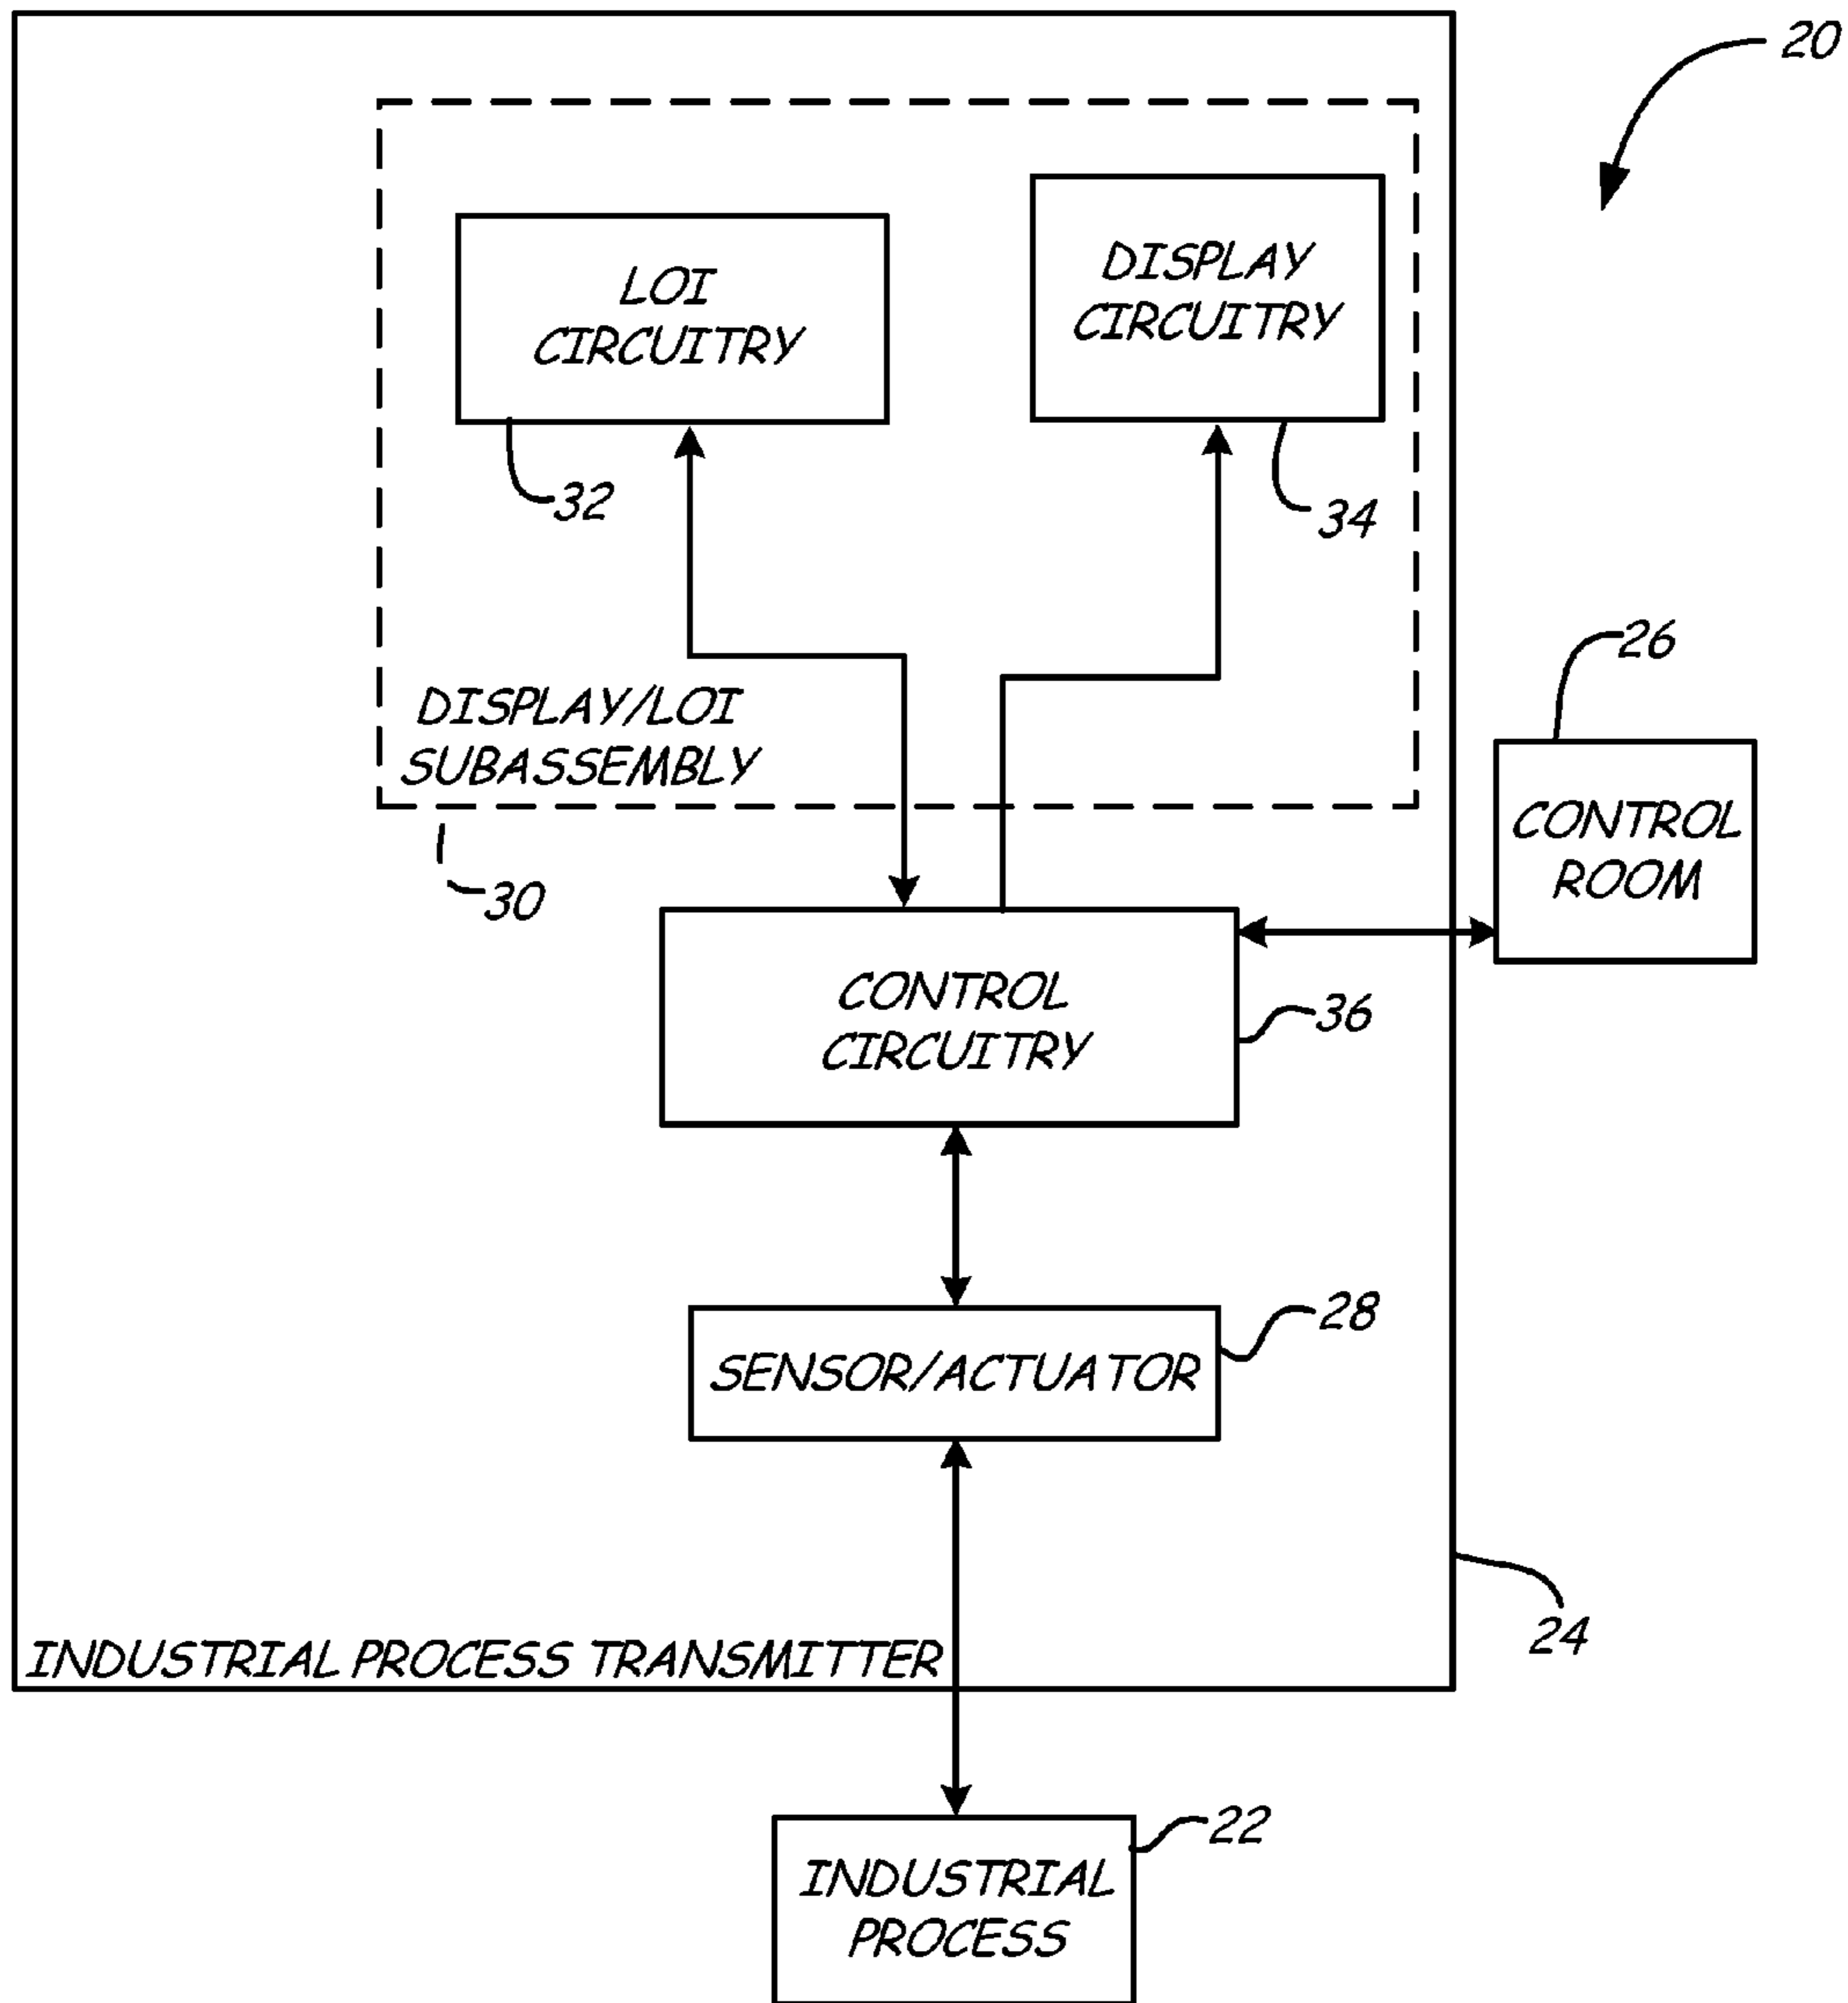 20
LOI
CIRCUITRY
DISPLAY
CIRCUITRY
32
34
DISPLAY/LOI
SUBASSEMBLY
30
26
CONTROL
ROOM
CONTROL
CIRCUITRY
36
SENSOR/ACTUATOR
28
INDUSTRIAL PROCESS TRANSMITTER
24
INDUSTRIAL
PROCESS
22